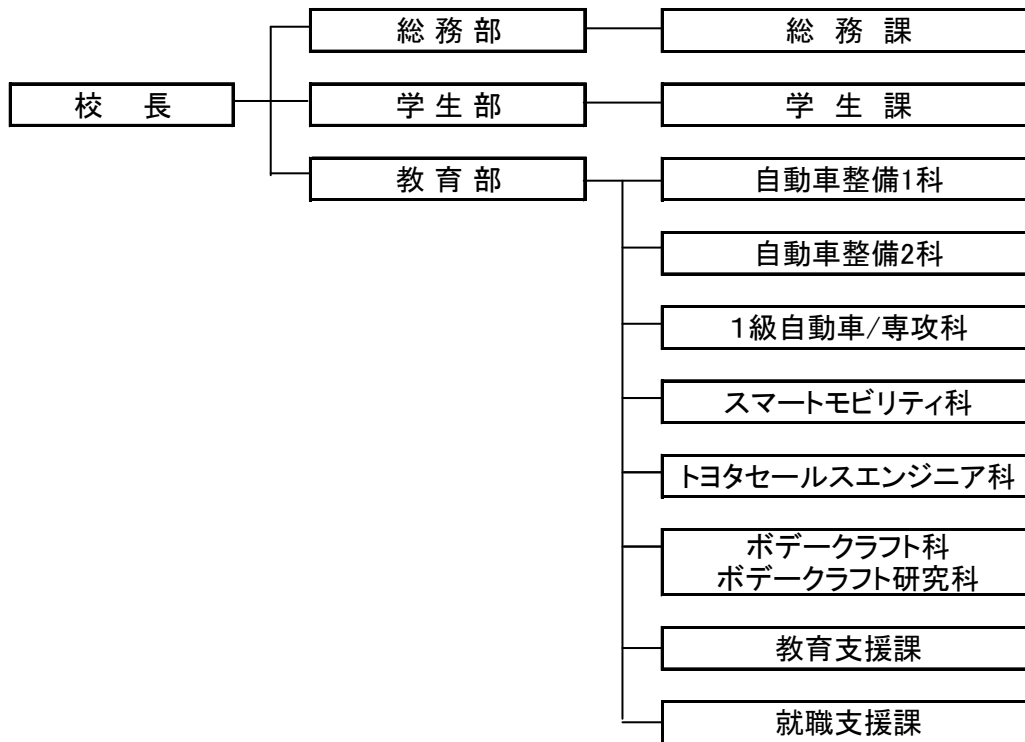 総務部
総務課
校長
学生部
学生課
教育部
自動車整備1科
自動車整備2科
1級自動車/専攻科
スマートモビリティ科
トヨタセールスエンジニア科
ボデークラフト科
ボデークラフト研究科
教育支援課
就職支援課